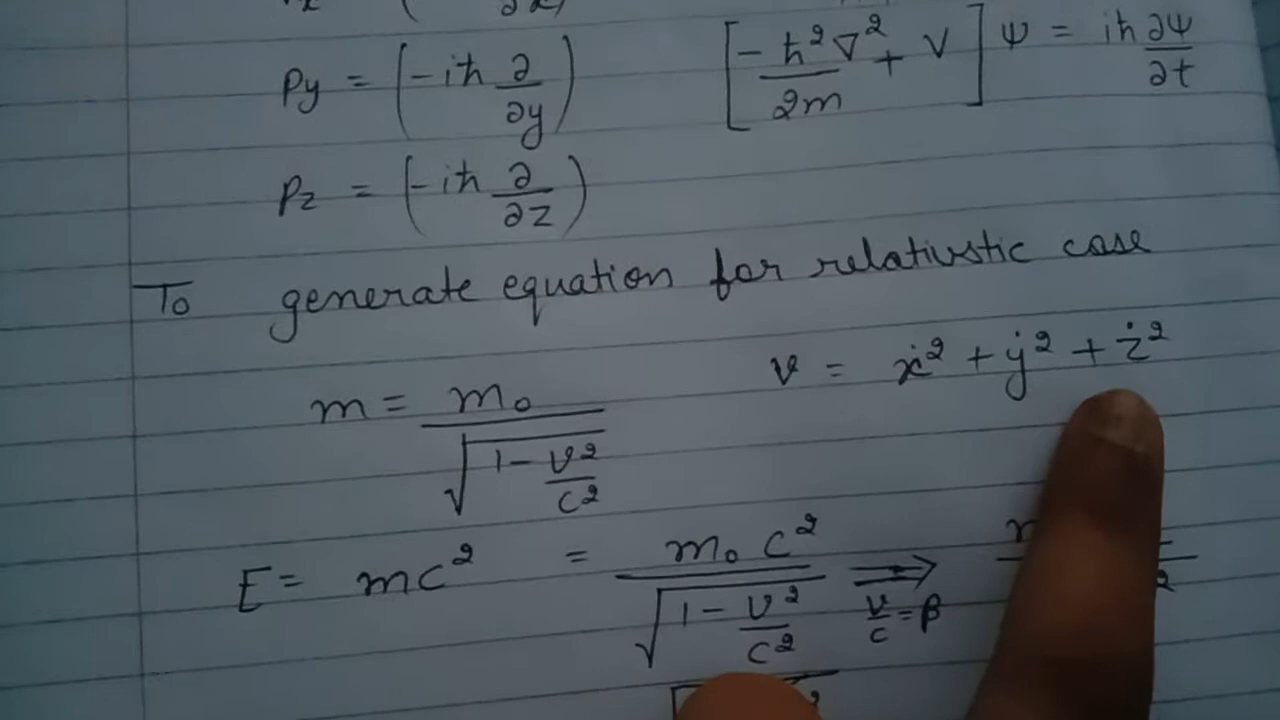 Py = (-iħ ∂/∂y) [-ħ²∇²/2m + V] ψ = iħ ∂ψ/∂t
Pz = (-iħ ∂/∂z)
To generate equation for relativstic case
m = m₀/√(1-v²/c²) v = ẋ² + ẏ² + ż²
E = mc² = m₀c²/√(1-v²/c²) ⇒ v/c = β